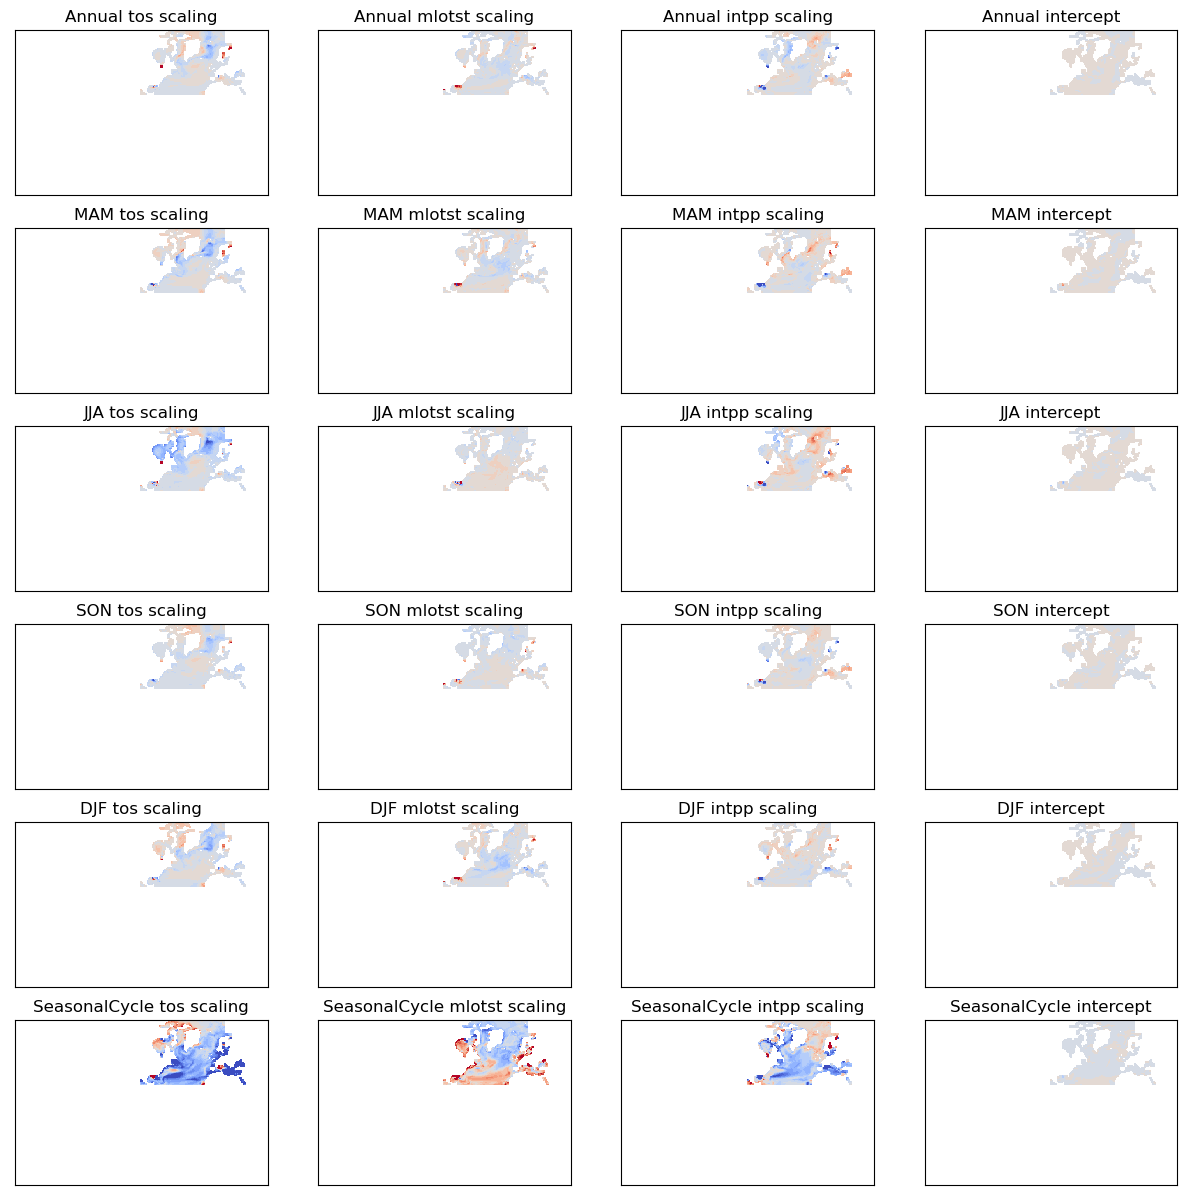 Annual tos scaling
Annual mlotst scaling
Annual intpp scaling
Annual intercept
MAM tos scaling
MAM mlotst scaling
MAM intpp scaling
MAM intercept
JJA tos scaling
JJA mlotst scaling
JJA intpp scaling
JJA intercept
SON tos scaling
SON mlotst scaling
SON intpp scaling
SON intercept
DJF tos scaling
DJF mlotst scaling
DJF intpp scaling
DJF intercept
SeasonalCycle tos scaling
SeasonalCycle mlotst scaling
SeasonalCycle intpp scaling
SeasonalCycle intercept